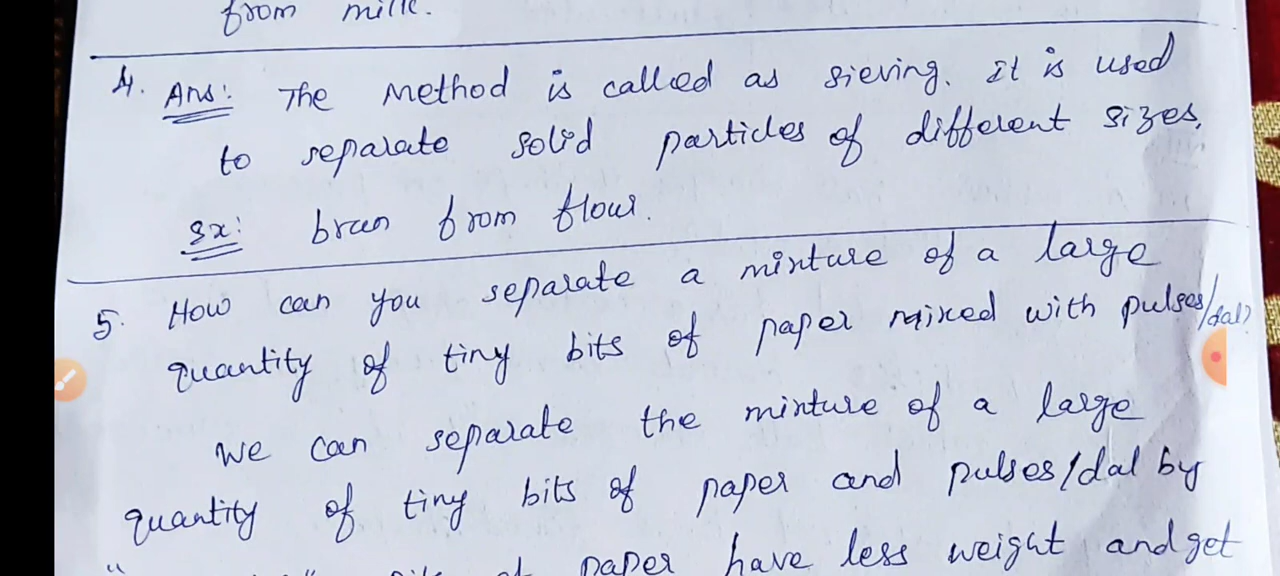 from milk.
4. Ans: The Method is called as sieving. It is used
to separate solid particles of different sizes.
Ex: bran from flour.
5. How can you separate a mixture of a large
quantity of tiny bits of paper mixed with pulses/dal?
We can separate the mixture of a large
quantity of tiny bits of paper and pulses/dal by
of paper have less weight and get